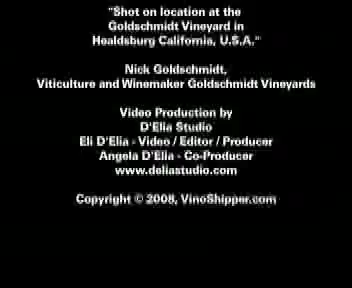 "Shot on location at the
Goldschmidt Vineyard in
Healdsburg California, U.S.A."
Nick Goldschmidt,
Viticulture and Winemaker Goldschmidt Vineyards
Video Production by
D'Elia Studio
Eli D'Elia - Video / Editor / Producer
Angela D'Elia - Co-Producer
www.deliastudio.com
Copyright © 2008, VinoShipper.com